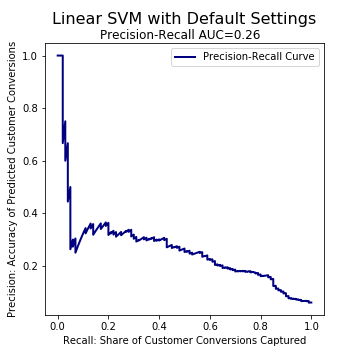 Linear SVM with Default Settings
Precision-Recall AUC=0.26
Precision-Recall Curve
Precision: Accuracy of Predicted Customer Conversions
1.0
0.8
0.6
0.4
0.2
0.0 0.2 0.4 0.6 0.8 1.0
Recall: Share of Customer Conversions Captured